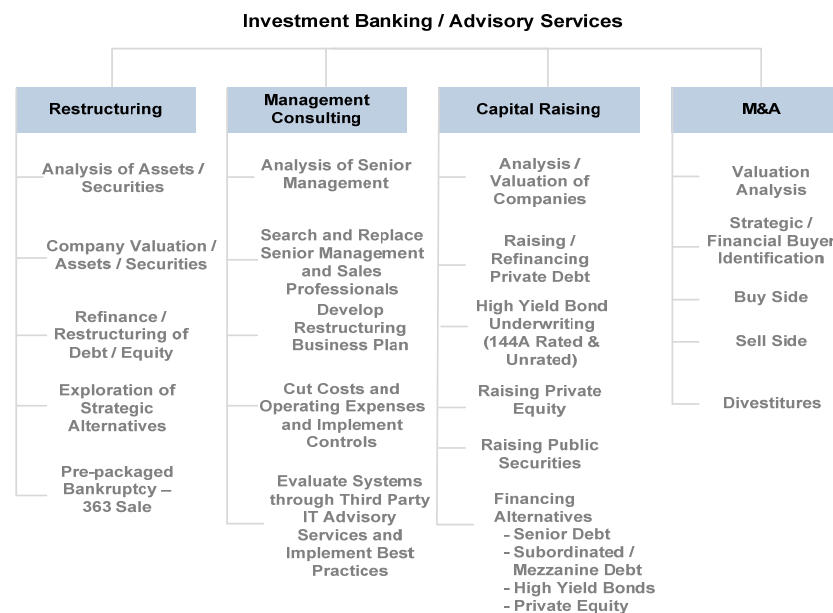 Investment Banking / Advisory Services
Restructuring
Analysis of Assets /
Securities
Company Valuation /
Assets / Securities
Refinance /
Restructuring of
Debt / Equity
Exploration of
Strategic
Alternatives
Pre-packaged
Bankruptcy –
363 Sale
Management
Consulting
Analysis of Senior
Management
Search and Replace
Senior Management
and Sales
Professionals
Develop
Restructuring
Business Plan
Cut Costs and
Operating Expenses
and Implement
Controls
Evaluate Systems
through Third Party
IT Advisory
Services and
Implement Best
Practices
Capital Raising
Analysis /
Valuation of
Companies
Raising /
Refinancing
Private Debt
High Yield Bond
Underwriting
(144A Rated &
Unrated)
Raising Private
Equity
Raising Public
Securities
Financing
Alternatives
- Senior Debt
- Subordinated /
Mezzanine Debt
- High Yield Bonds
- Private Equity
M&A
Valuation
Analysis
Strategic /
Financial Buyer
Identification
Buy Side
Sell Side
Divestitures